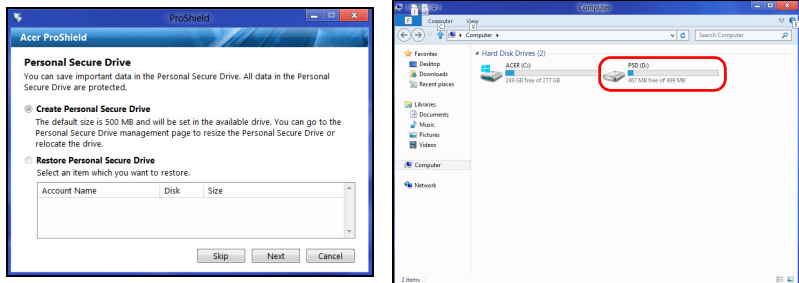 ProShield
Acer ProShield
Personal Secure Drive
You can save important data in the Personal Secure Drive. All data in the Personal
Secure Drive are protected.
Create Personal Secure Drive
The default size is 500 MB and will be set in the available drive. You can go to the
Personal Secure Drive management page to resize the Personal Secure Drive or
relocate the drive.
Restore Personal Secure Drive
Select an item which you want to restore.
Account Name Disk Size
Skip Next Cancel
Computer
F Computer View
C V E
Computer
Search Computer
Favorites
Desktop
Downloads
Recent places
Libraries
Documents
Music
Pictures
Videos
Computer
Network
Hard Disk Drives (2)
ACER (C:)
249 GB free of 277 GB
PSD (D:)
467 MB free of 499 MB
2 items